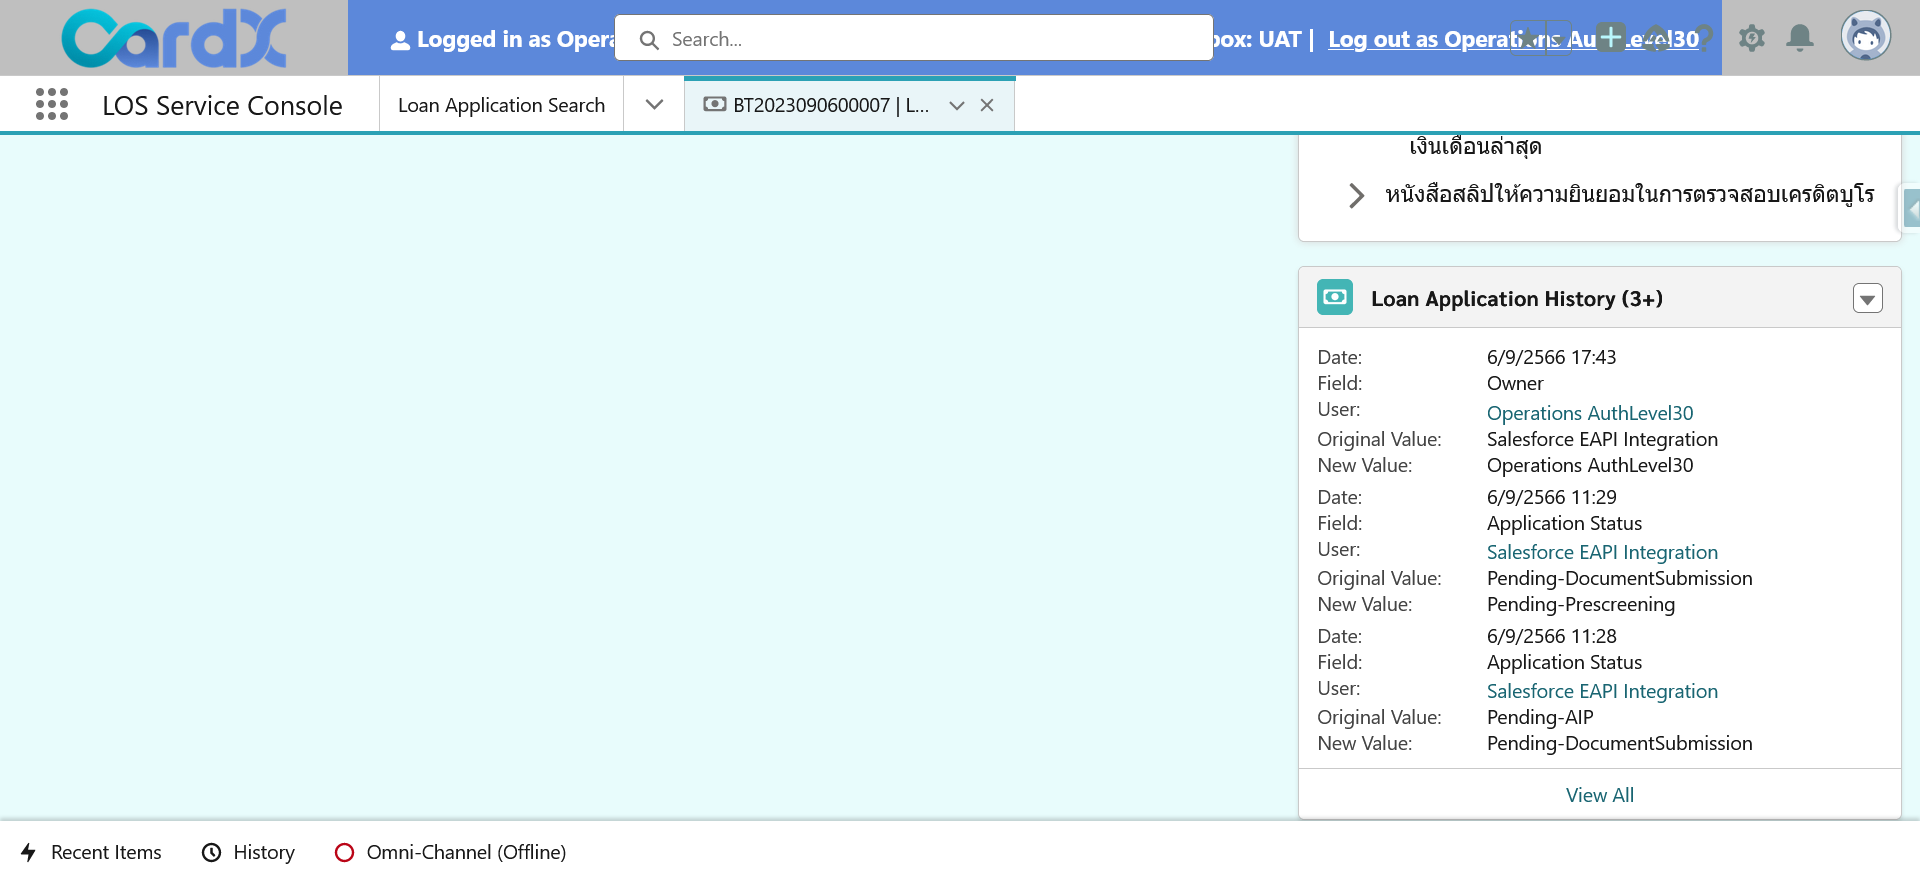 CardX
Logged in as Opera
Search...
box: UAT |
Log out as Operations AuthLevel30
LOS Service Console
Loan Application Search
BT2023090600007 | L...
เงินเดือนล่าสุด
หนังสือสลิปให้ความยินยอมในการตรวจสอบเครดิตบูโร
Loan Application History (3+)
Date: 6/9/2566 17:43
Field: Owner
User: Operations AuthLevel30
Original Value: Salesforce EAPI Integration
New Value: Operations AuthLevel30
Date: 6/9/2566 11:29
Field: Application Status
User: Salesforce EAPI Integration
Original Value: Pending-DocumentSubmission
New Value: Pending-Prescreening
Date: 6/9/2566 11:28
Field: Application Status
User: Salesforce EAPI Integration
Original Value: Pending-AIP
New Value: Pending-DocumentSubmission
View All
Recent Items
History
Omni-Channel (Offline)